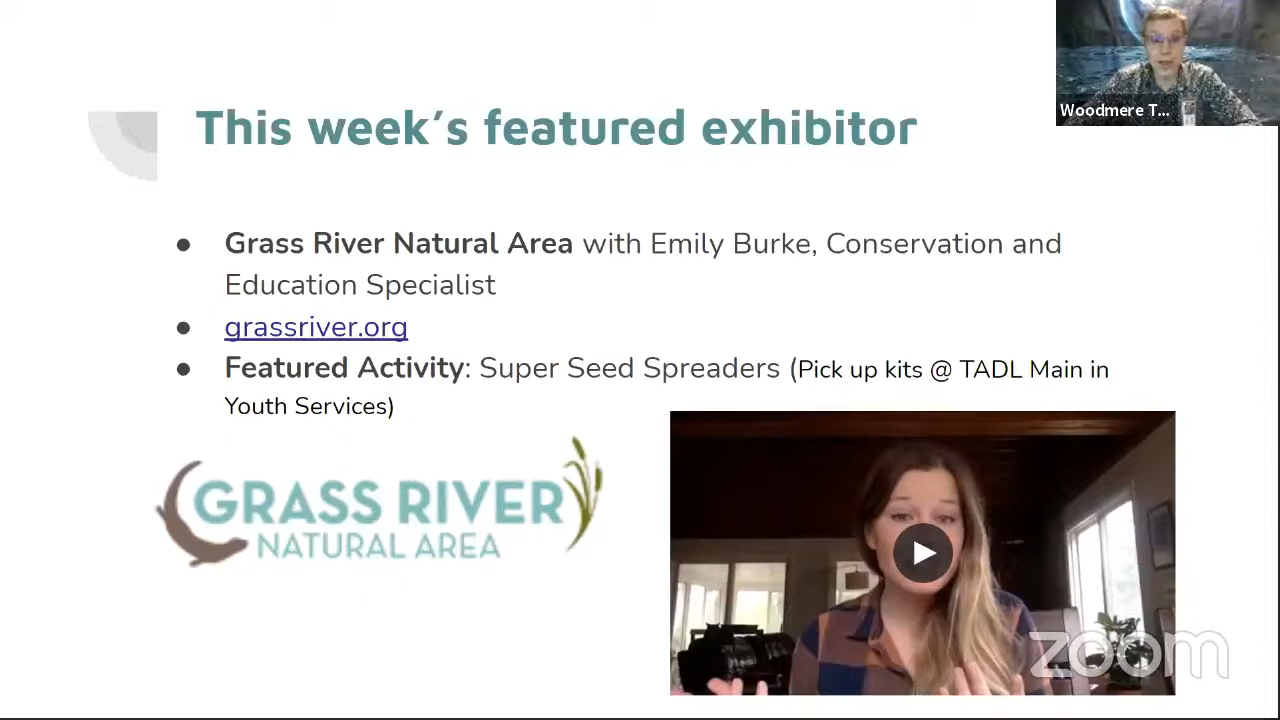 Woodmere T...
This week’s featured exhibitor
● Grass River Natural Area with Emily Burke, Conservation and
Education Specialist
● grassriver.org
● Featured Activity: Super Seed Spreaders (Pick up kits @ TADL Main in
Youth Services)
GRASS RIVER
NATURAL AREA
zoom